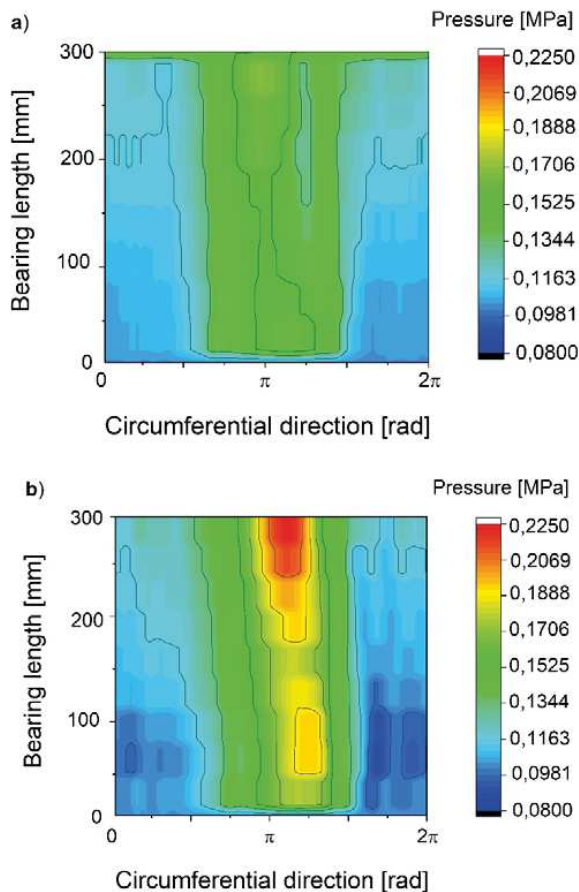 a)
Pressure [MPa]
0,2250
0,2069
0,1888
0,1706
0,1525
0,1344
0,1163
0,0981
0,0800
Bearing length [mm]
300
200
100
0
0
π
2π
Circumferential direction [rad]
b)
Pressure [MPa]
0,2250
0,2069
0,1888
0,1706
0,1525
0,1344
0,1163
0,0981
0,0800
Bearing length [mm]
300
200
100
0
0
π
2π
Circumferential direction [rad]